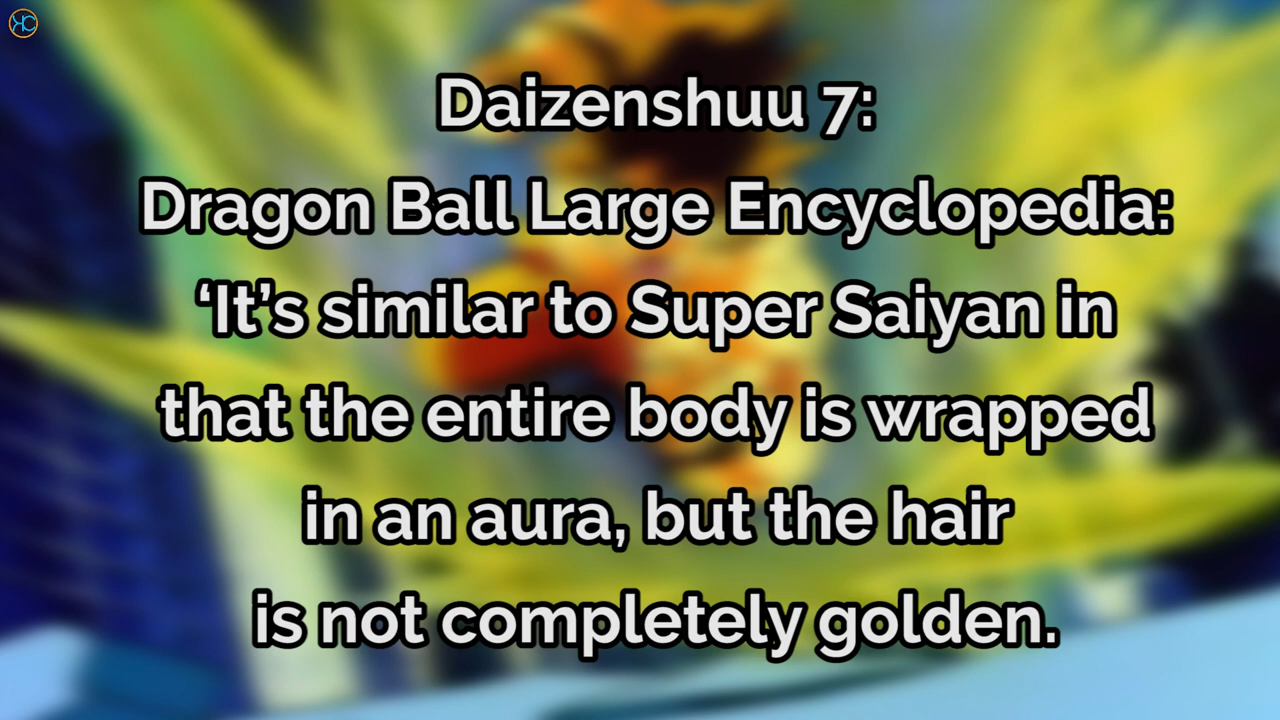 KC
Daizenshuu 7:
Dragon Ball Large Encyclopedia:
‘It’s similar to Super Saiyan in
that the entire body is wrapped
in an aura, but the hair
is not completely golden.